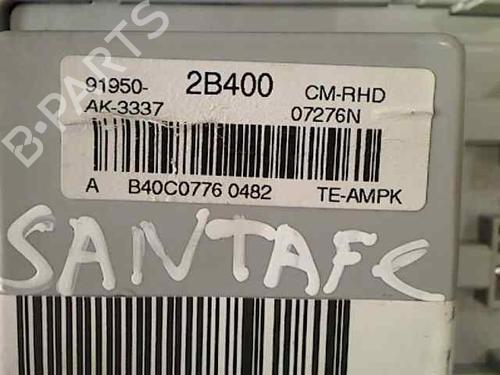 B-PARTS
91950- 2B400 CM-RHD
AK-3337 07276N
A B40C0776 0482 TE-AMPK
SANTAFE